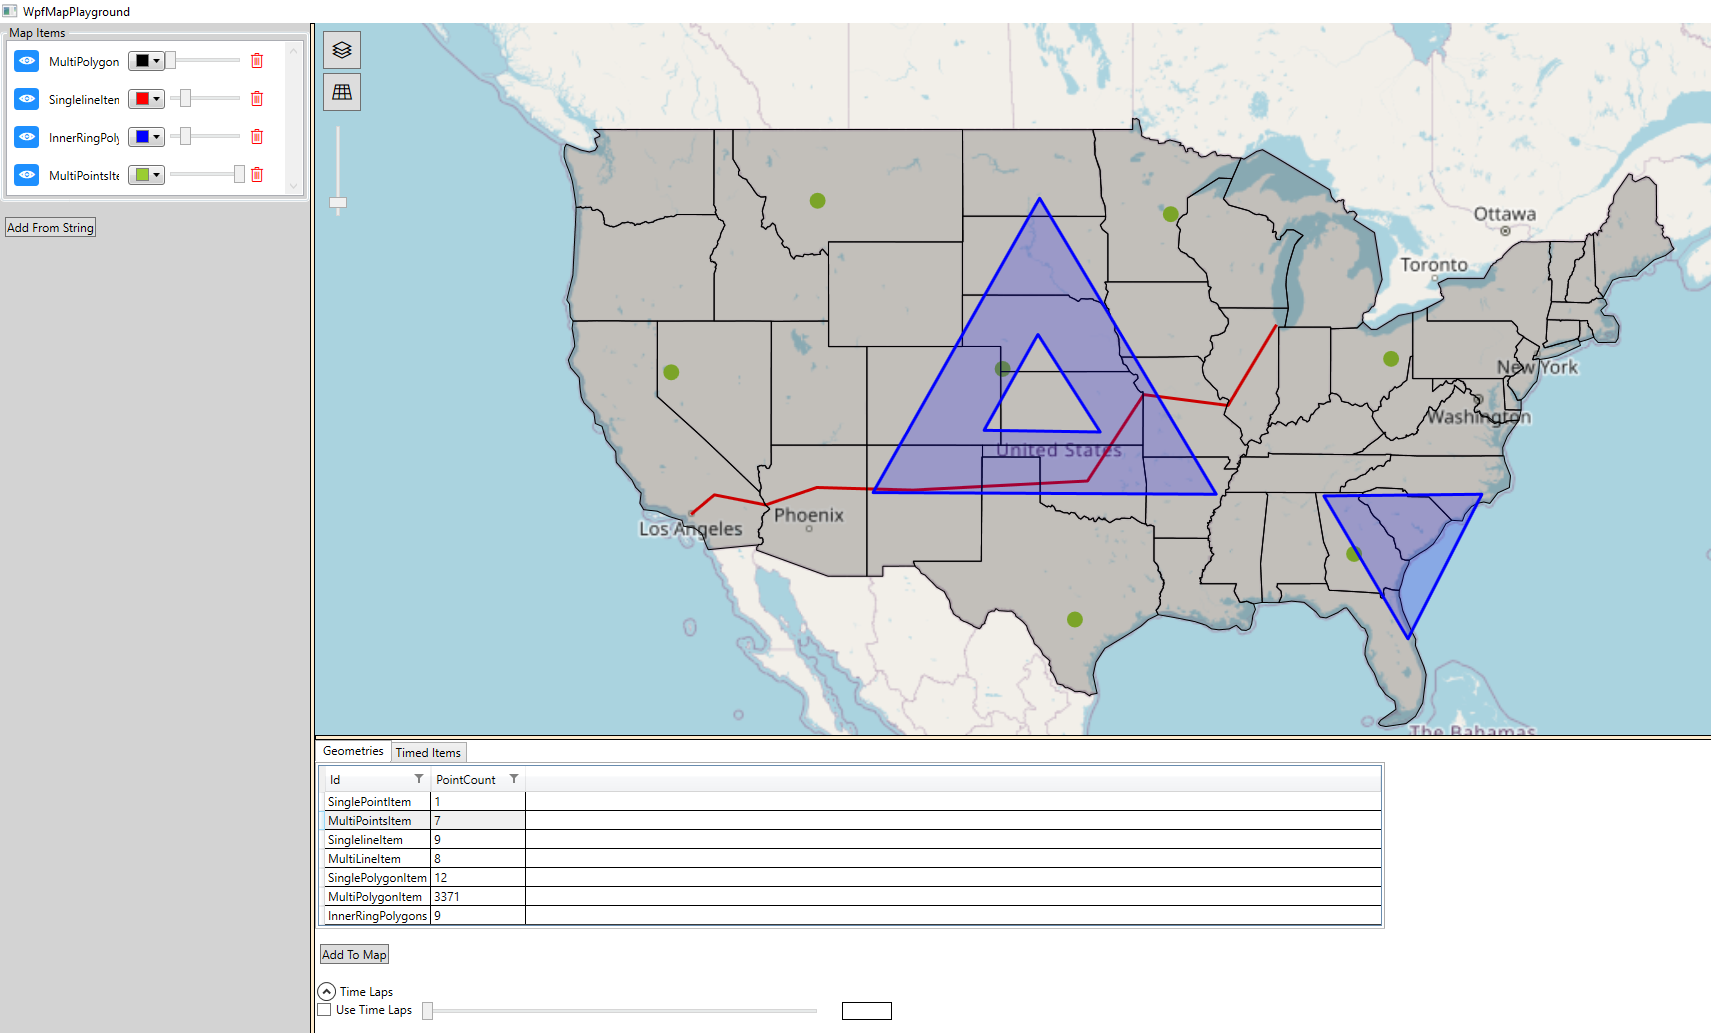 WpfMapPlayground
Map Items
MultiPolygon
SinglelineIten
InnerRingPoly
MultiPointsIte
Add From String
Ottawa
Toronto
New York
Washington
United States
Los Angeles
Phoenix
The Bahamas
Geometries
Timed Items
Id PointCount
SinglePointItem 1
MultiPointsItem 7
SinglelineItem 9
MultiLineItem 8
SinglePolygonItem 12
MultiPolygonItem 3371
InnerRingPolygons 9
Add To Map
Time Laps
Use Time Laps